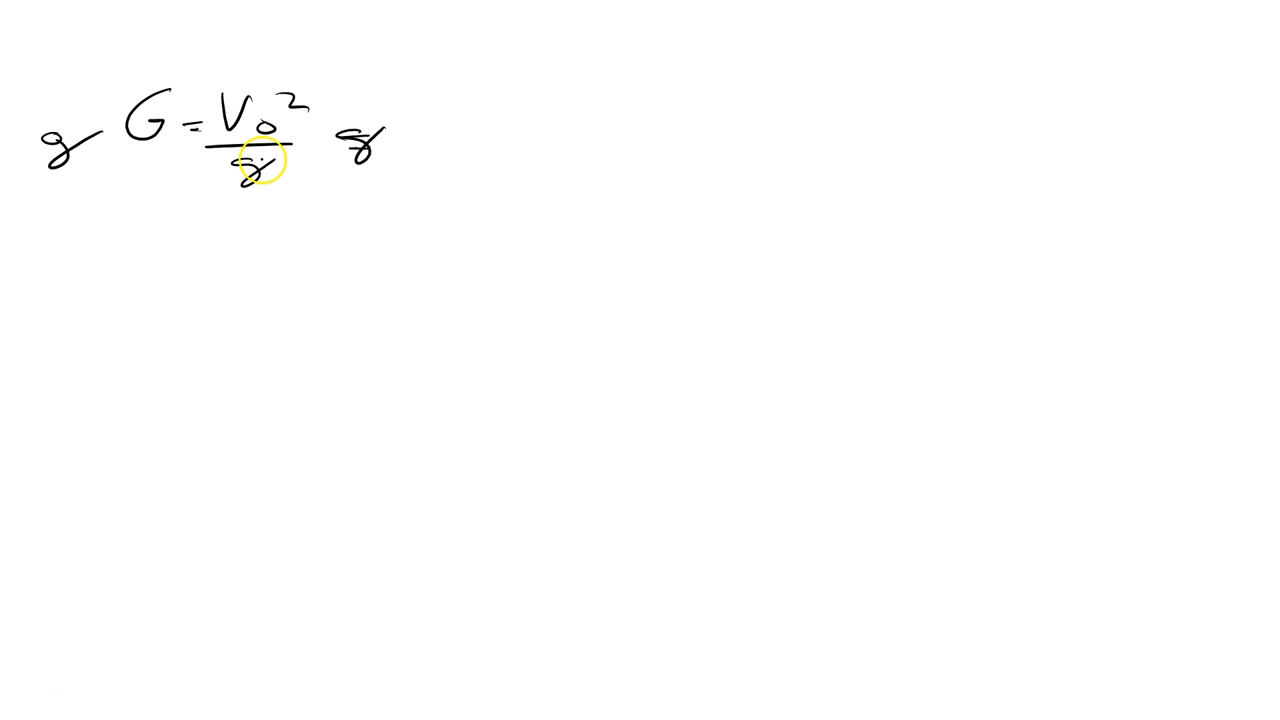 g G = V₀² / g g